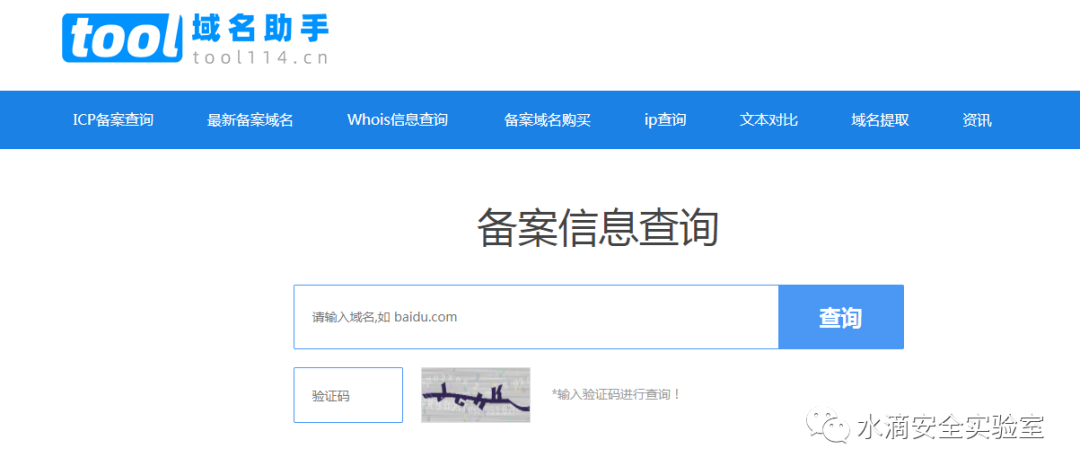 tool 域名助手
tool114.cn
ICP备案查询 最新备案域名 Whois信息查询 备案域名购买 ip查询 文本对比 域名提取 资讯
备案信息查询
请输入域名,如 baidu.com 查询
验证码 *输入验证码进行查询！
水滴安全实验室